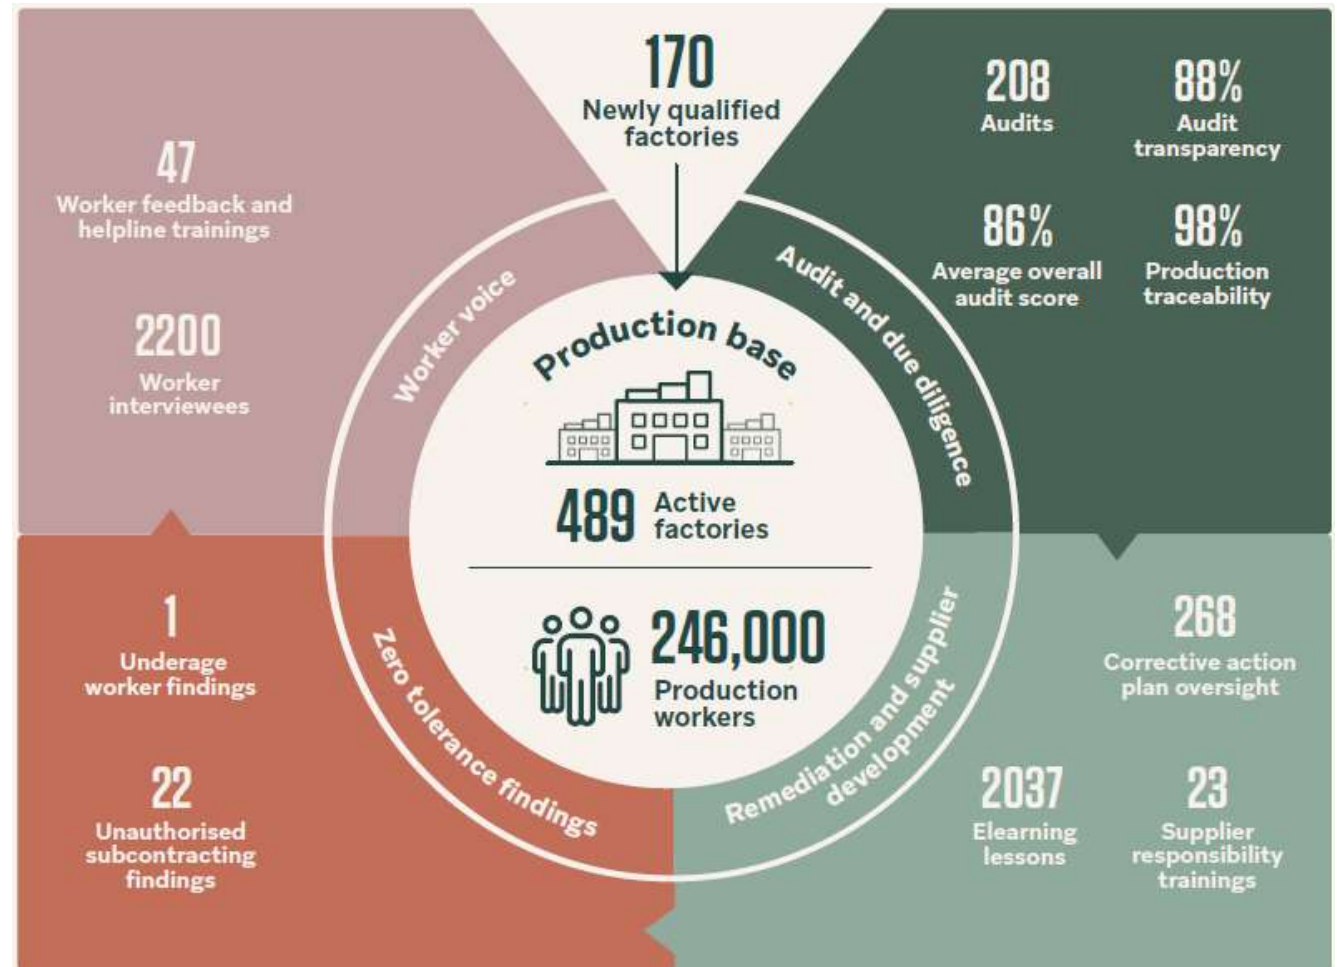 170
Newly qualified
factories
47
Worker feedback and
helpline trainings
2200
Worker
interviewees
208
Audits
88%
Audit
transparency
86%
Average overall
audit score
98%
Production
traceability
Worker voice
Audit and due diligence
Production base
489
Active
factories
246,000
Production
workers
1
Underage
worker findings
22
Unauthorised
subcontracting
findings
Zero tolerance findings
Remediation and supplier
development
268
Corrective action
plan oversight
2037
Elearning
lessons
23
Supplier
responsibility
trainings